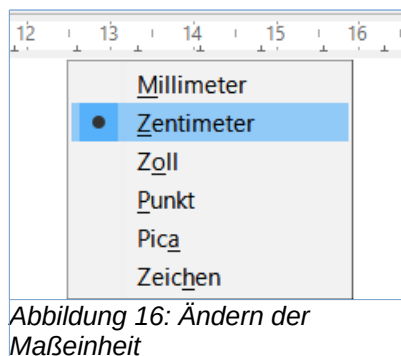 12 13 14 15 16
Millimeter
Zentimeter
Zoll
Punkt
Pica
Zeichen
Abbildung 16: Ändern der
Maßeinheit